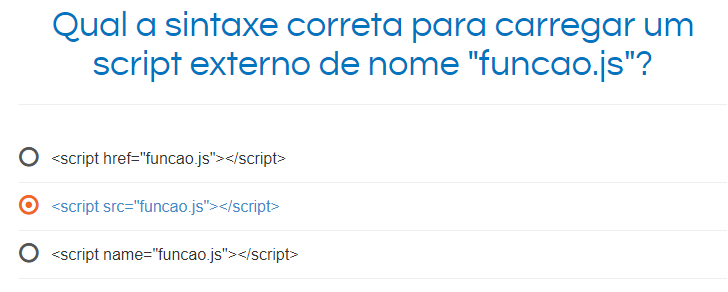 Qual a sintaxe correta para carregar um
script externo de nome "funcao.js"?
<script href="funcao.js"></script>
<script src="funcao.js"></script>
<script name="funcao.js"></script>